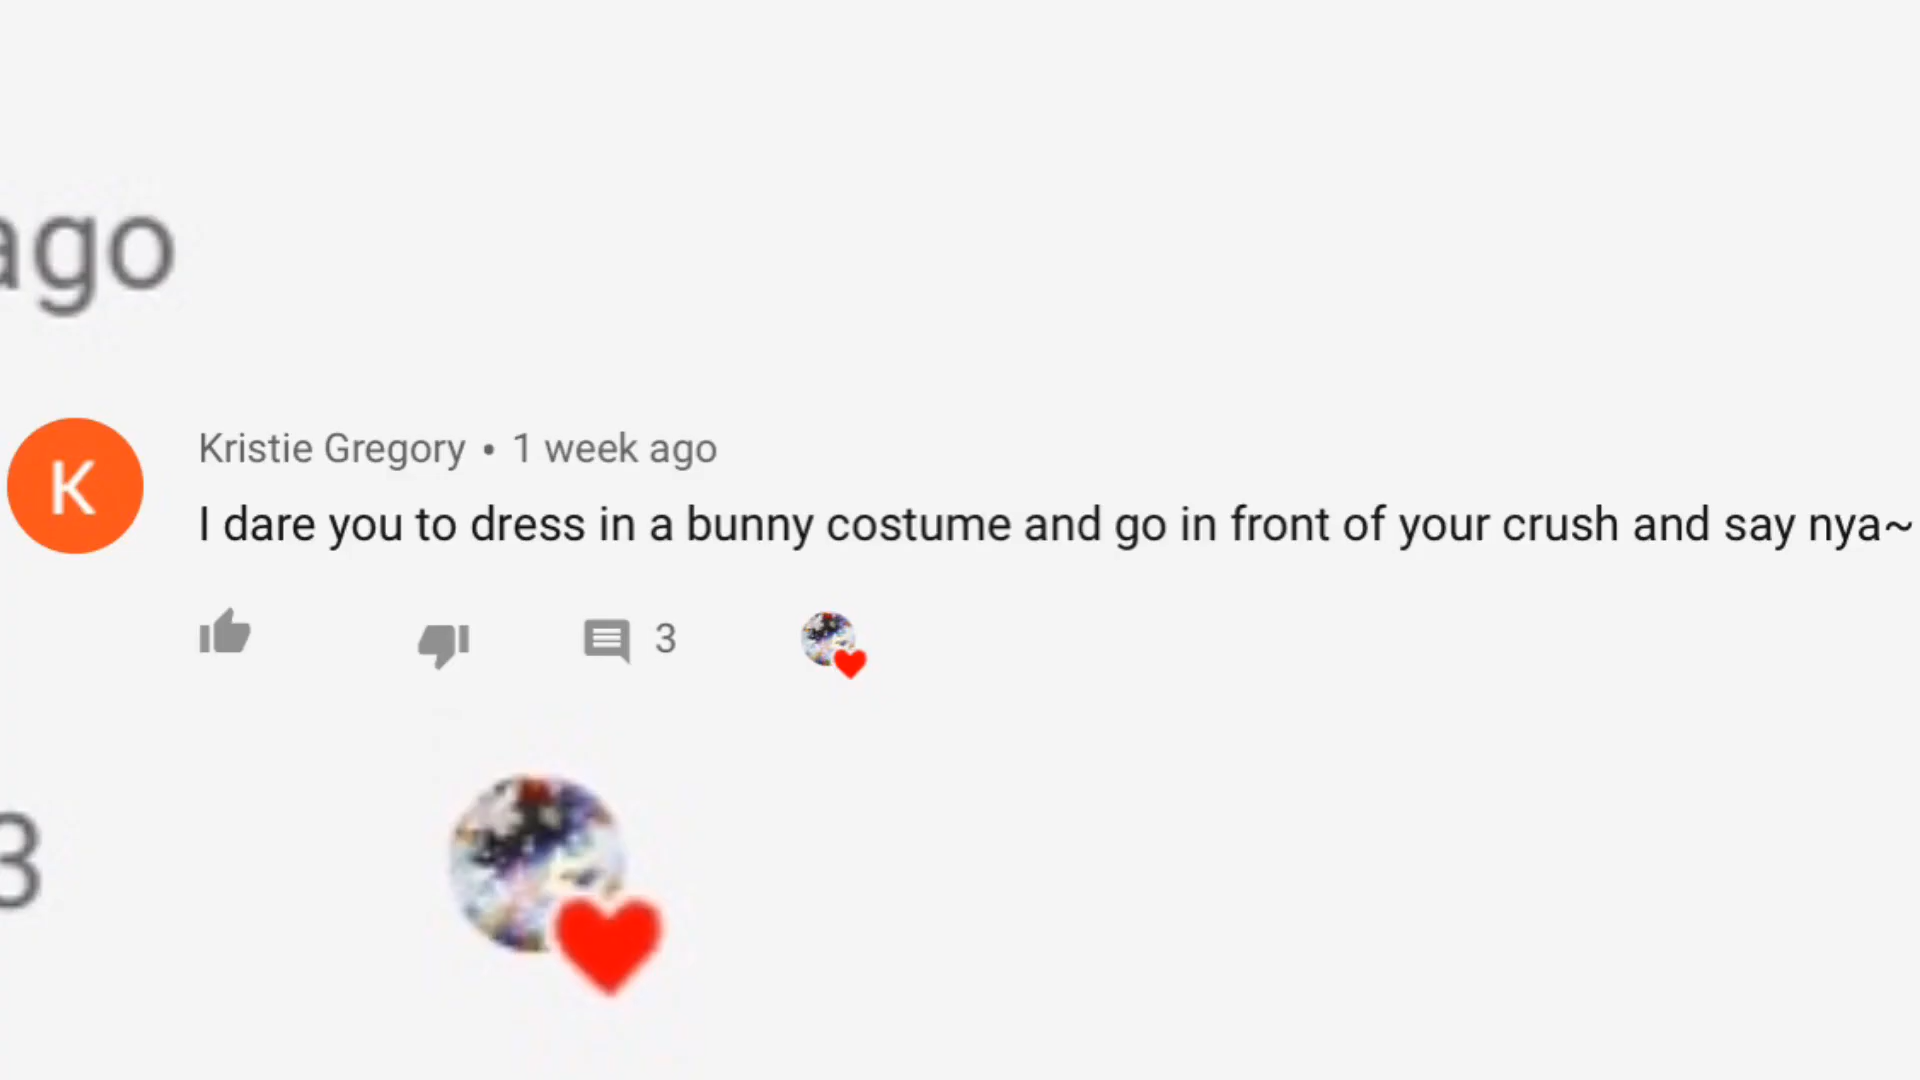 ago
K
Kristie Gregory • 1 week ago
I dare you to dress in a bunny costume and go in front of your crush and say nya~
3
3